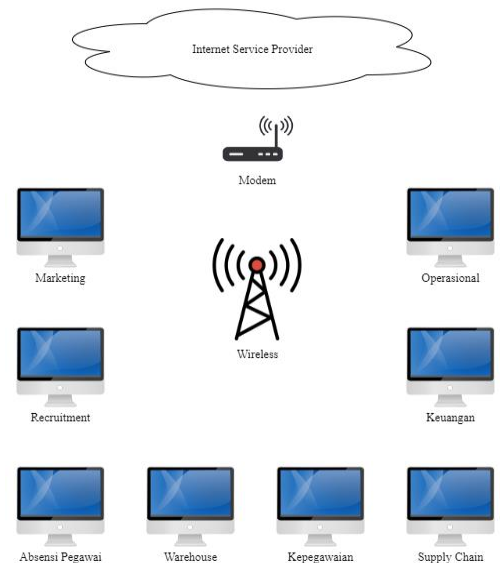 Internet Service Provider
Modem
Marketing
Operasional
Wireless
Recruitment
Keuangan
Absensi Pegawai
Warehouse
Kepegawaian
Supply Chain